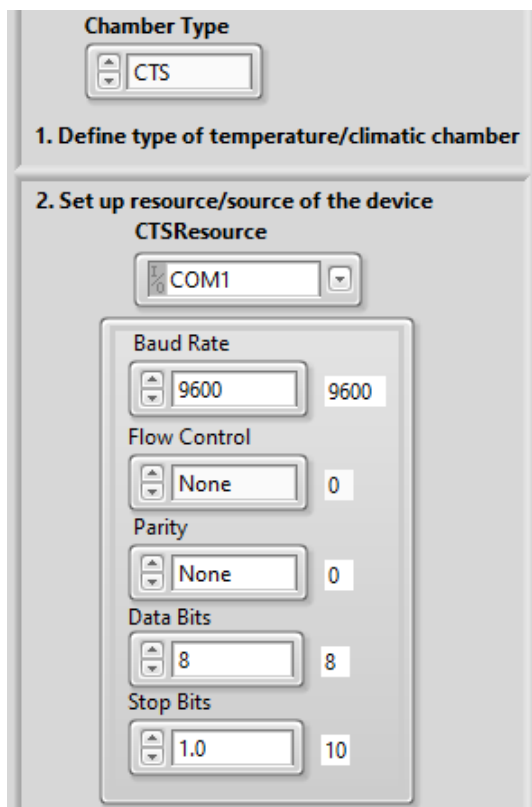 Chamber Type
CTS
1. Define type of temperature/climatic chamber
2. Set up resource/source of the device
CTSResource
I/O COM1
Baud Rate
9600 9600
Flow Control
None 0
Parity
None 0
Data Bits
8 8
Stop Bits
1.0 10